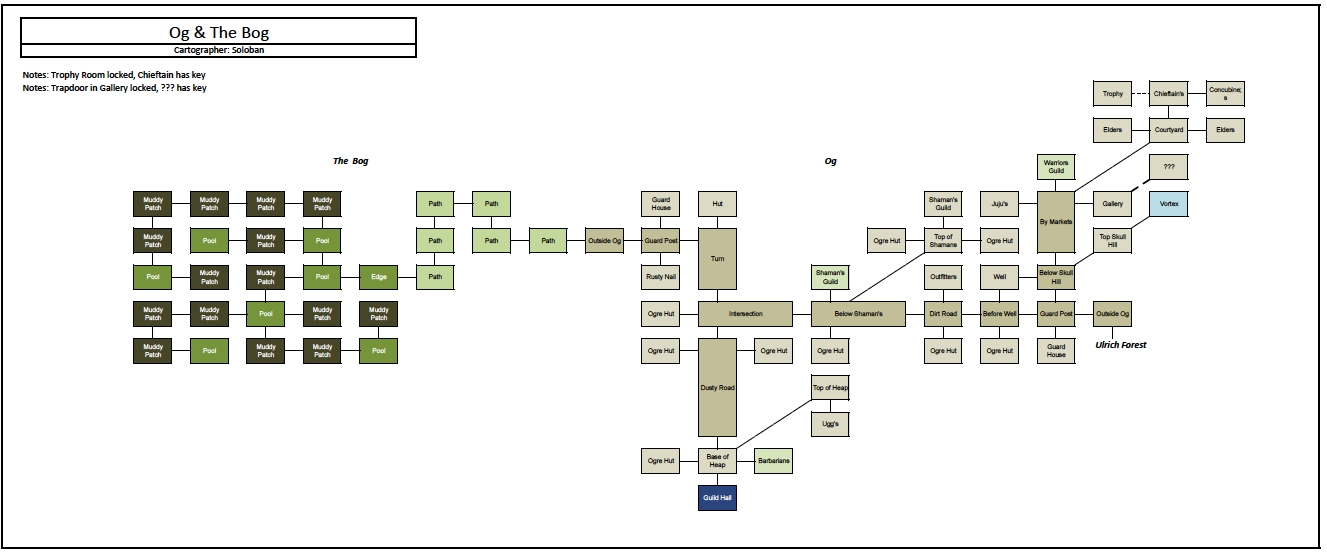 Og & The Bog
Cartographer: Soloban
Notes: Trophy Room locked, Chieftain has key
Notes: Trapdoor in Gallery locked, ??? has key
Trophy
Chieftain's
Concubine;
s
Elders
Courtyard
Elders
The Bog
Og
Warriors
Guild
???
Muddy
Patch
Muddy
Patch
Muddy
Patch
Muddy
Patch
Path
Path
Guard
House
Hut
Shaman's
Guild
Juju's
By Markets
Gallery
Vortex
Muddy
Patch
Pool
Muddy
Patch
Pool
Path
Path
Path
Outside Og
Guard Post
Turn
Ogre Hut
Top of
Shamans
Ogre Hut
Top Skull
Hill
Pool
Muddy
Patch
Muddy
Patch
Pool
Edge
Path
Rusty Nail
Shaman's
Guild
Outfitters
Well
Below Skull
Hill
Muddy
Patch
Muddy
Patch
Pool
Muddy
Patch
Muddy
Patch
Ogre Hut
Intersection
Below Shaman's
Dirt Road
Before Well
Guard Post
Outside Og
Muddy
Patch
Pool
Muddy
Patch
Muddy
Patch
Pool
Ogre Hut
Ogre Hut
Ogre Hut
Ogre Hut
Ogre Hut
Guard
House
Ulrich Forest
Dusty Road
Top of Heap
Ugg's
Ogre Hut
Base of
Heap
Barbarians
Guild Hall